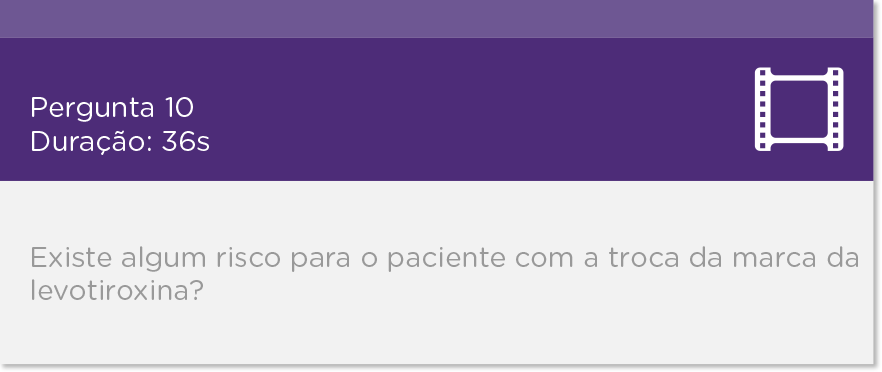 Pergunta 10
Duração: 36s
Existe algum risco para o paciente com a troca da marca da
levotiroxina?